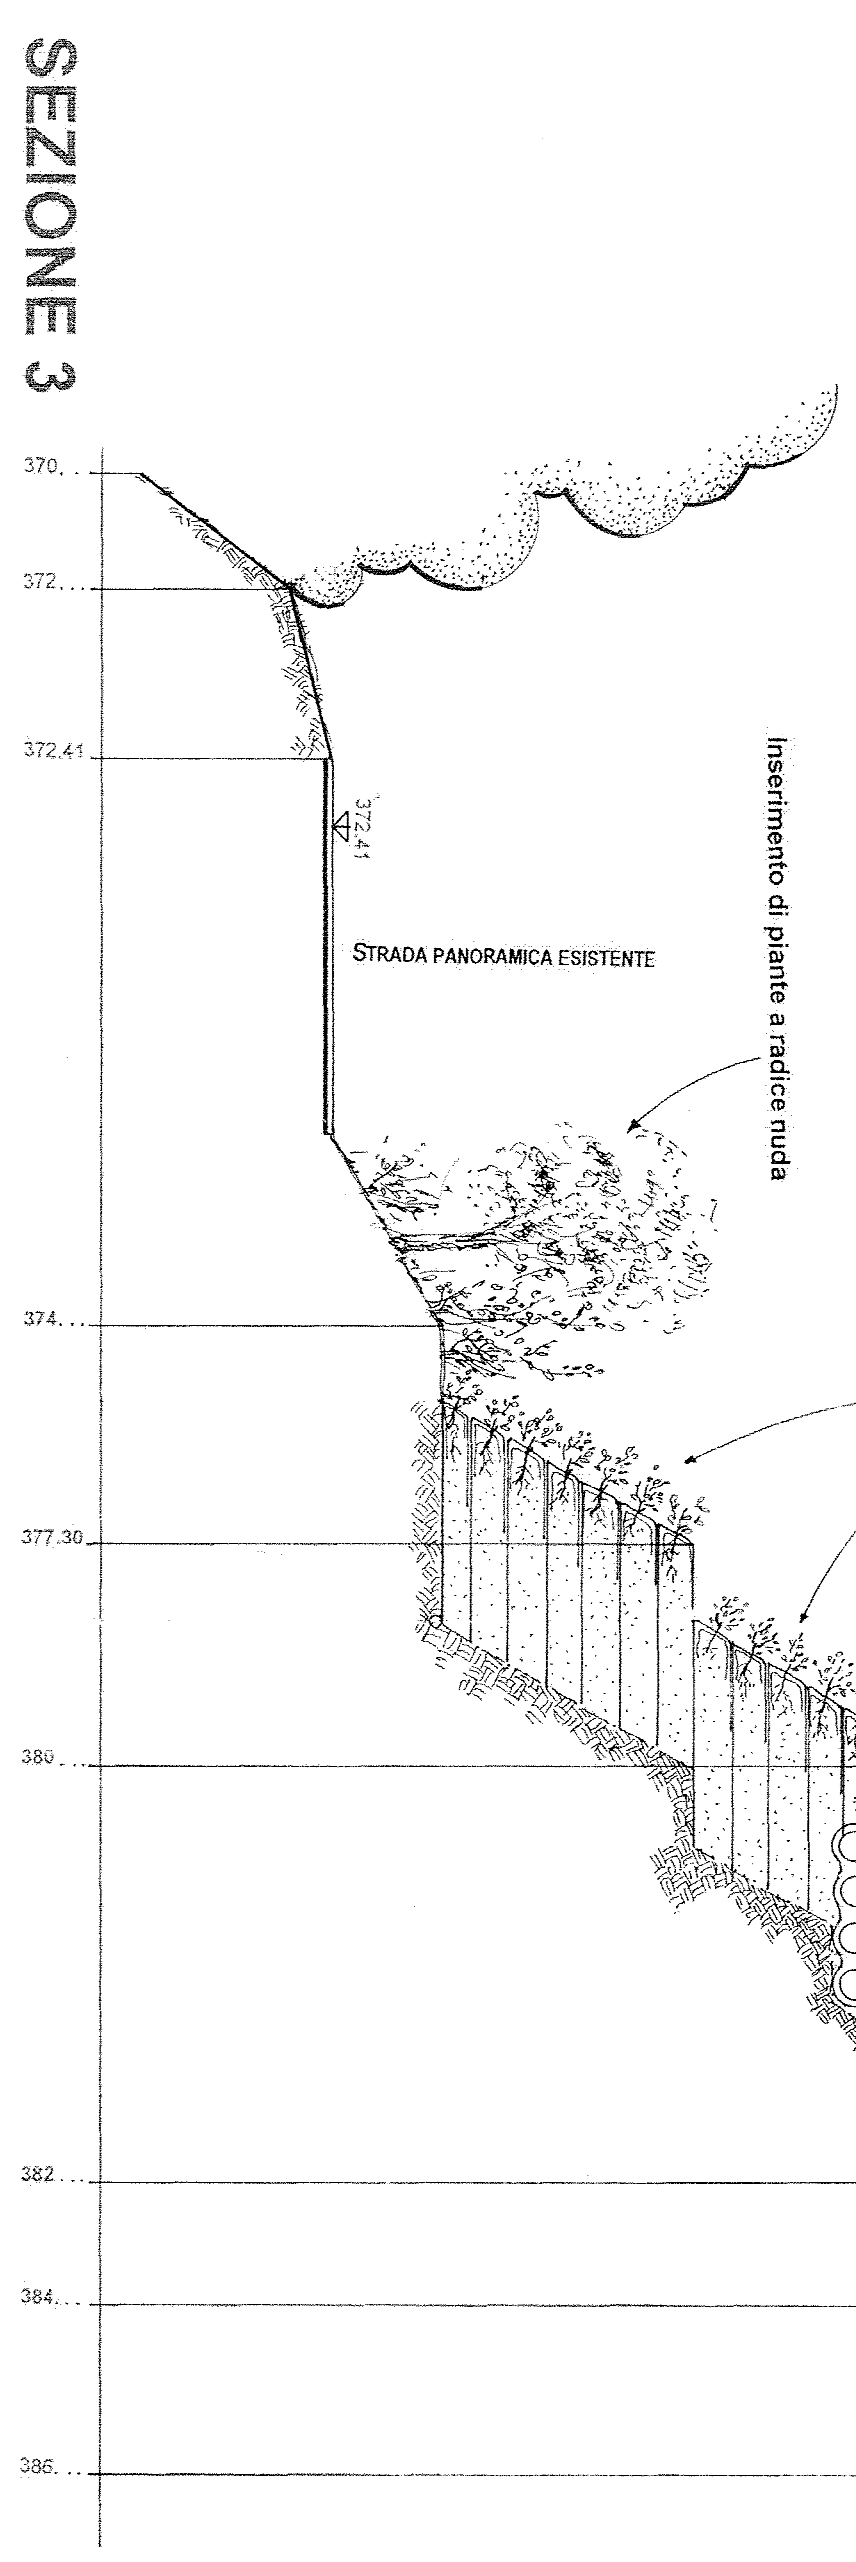 SEZIONE 3
370. . .
372. . . .
372.41
372.41
STRADA PANORAMICA ESISTENTE
Inserimento di piante a radice nuda
374. . . .
377.30
380 . . . .
382 . . .
384. . . .
386. . . .